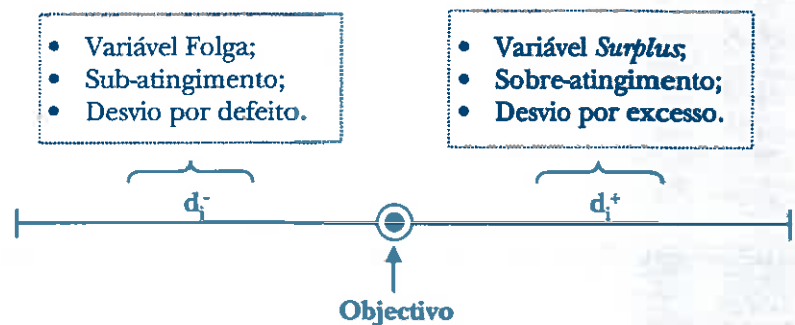 • Variável Folga;
• Sub-atingimento;
• Desvio por defeito.
• Variável Surplus;
• Sobre-atingimento;
• Desvio por excesso.
dᵢ⁻
dᵢ⁺
Objectivo